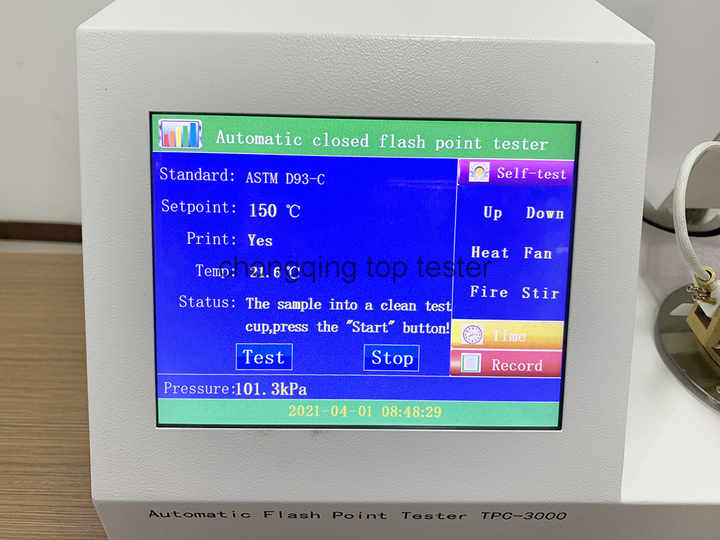 Automatic closed flash point tester
Standard: ASTM D93-C
Setpoint: 150 ℃
Print: Yes
Temp: 21.6℃
Status: The sample into a clean test
cup,press the "Start" button!
Test Stop
Self-test
Up Down
Heat Fan
Fire Stir
Time
Record
Pressure:101.3kPa
2021-04-01 08:48:29
changqing top tester
Automatic Flash Point Tester TPC-3000